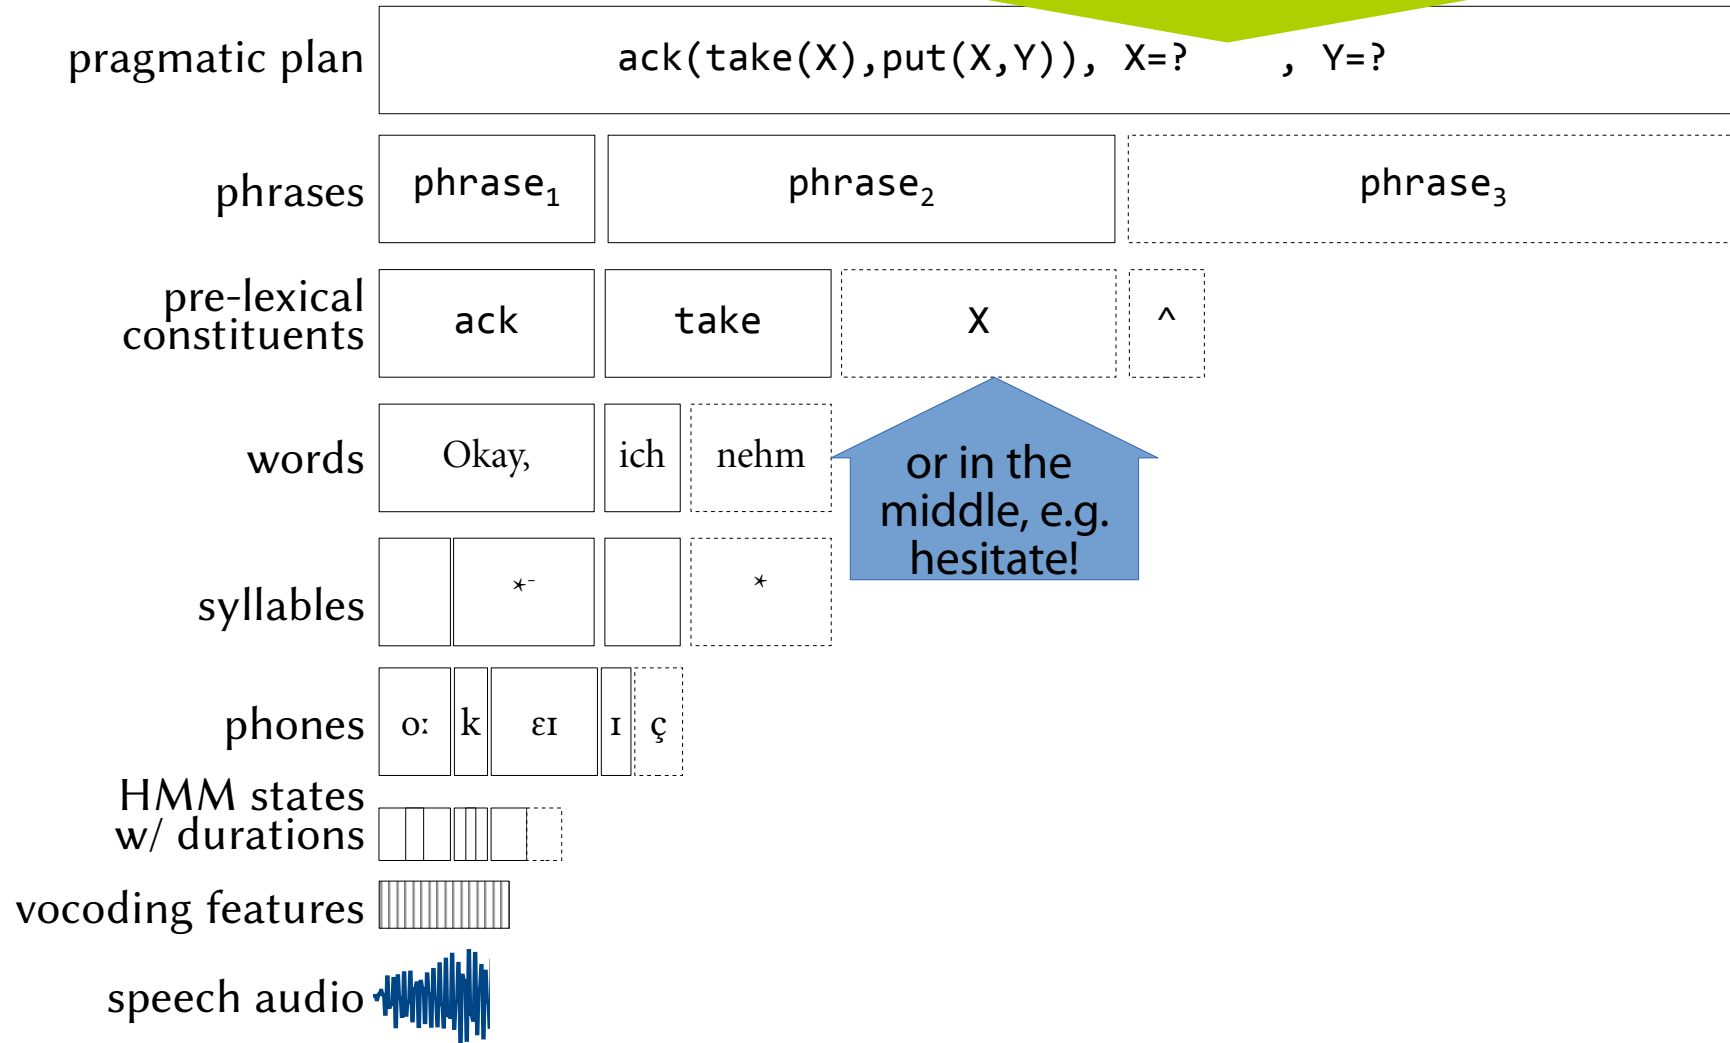 pragmatic plan
ack(take(X),put(X,Y)), X=? , Y=?
phrases
phrase₁
phrase₂
phrase₃
pre-lexical
constituents
ack
take
X
^
words
Okay,
ich
nehm
or in the
middle, e.g.
hesitate!
syllables
*-
*
phones
oː
k
ɛɪ
ɪ
ç
HMM states
w/ durations
vocoding features
speech audio